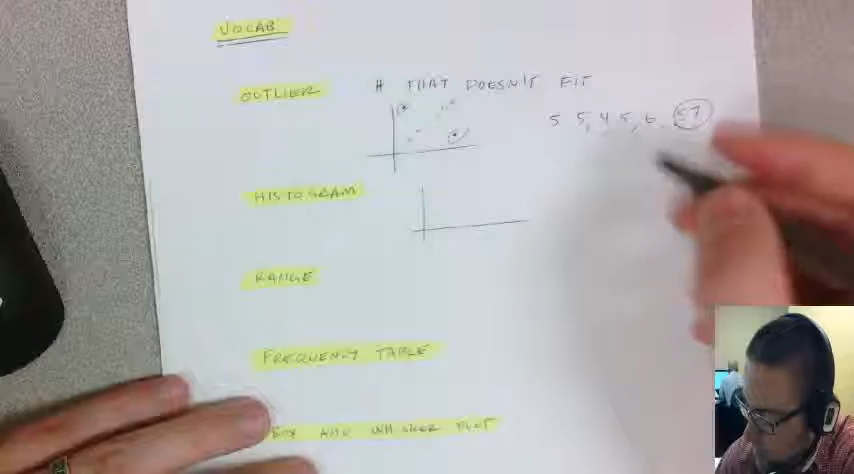 VOCAB
OUTLIER # THAT DOESN'T FIT
5 5, 4 5, 6, 57
HISTOGRAM
RANGE
FREQUENCY TABLE
BOX AND WHISKER PLOT